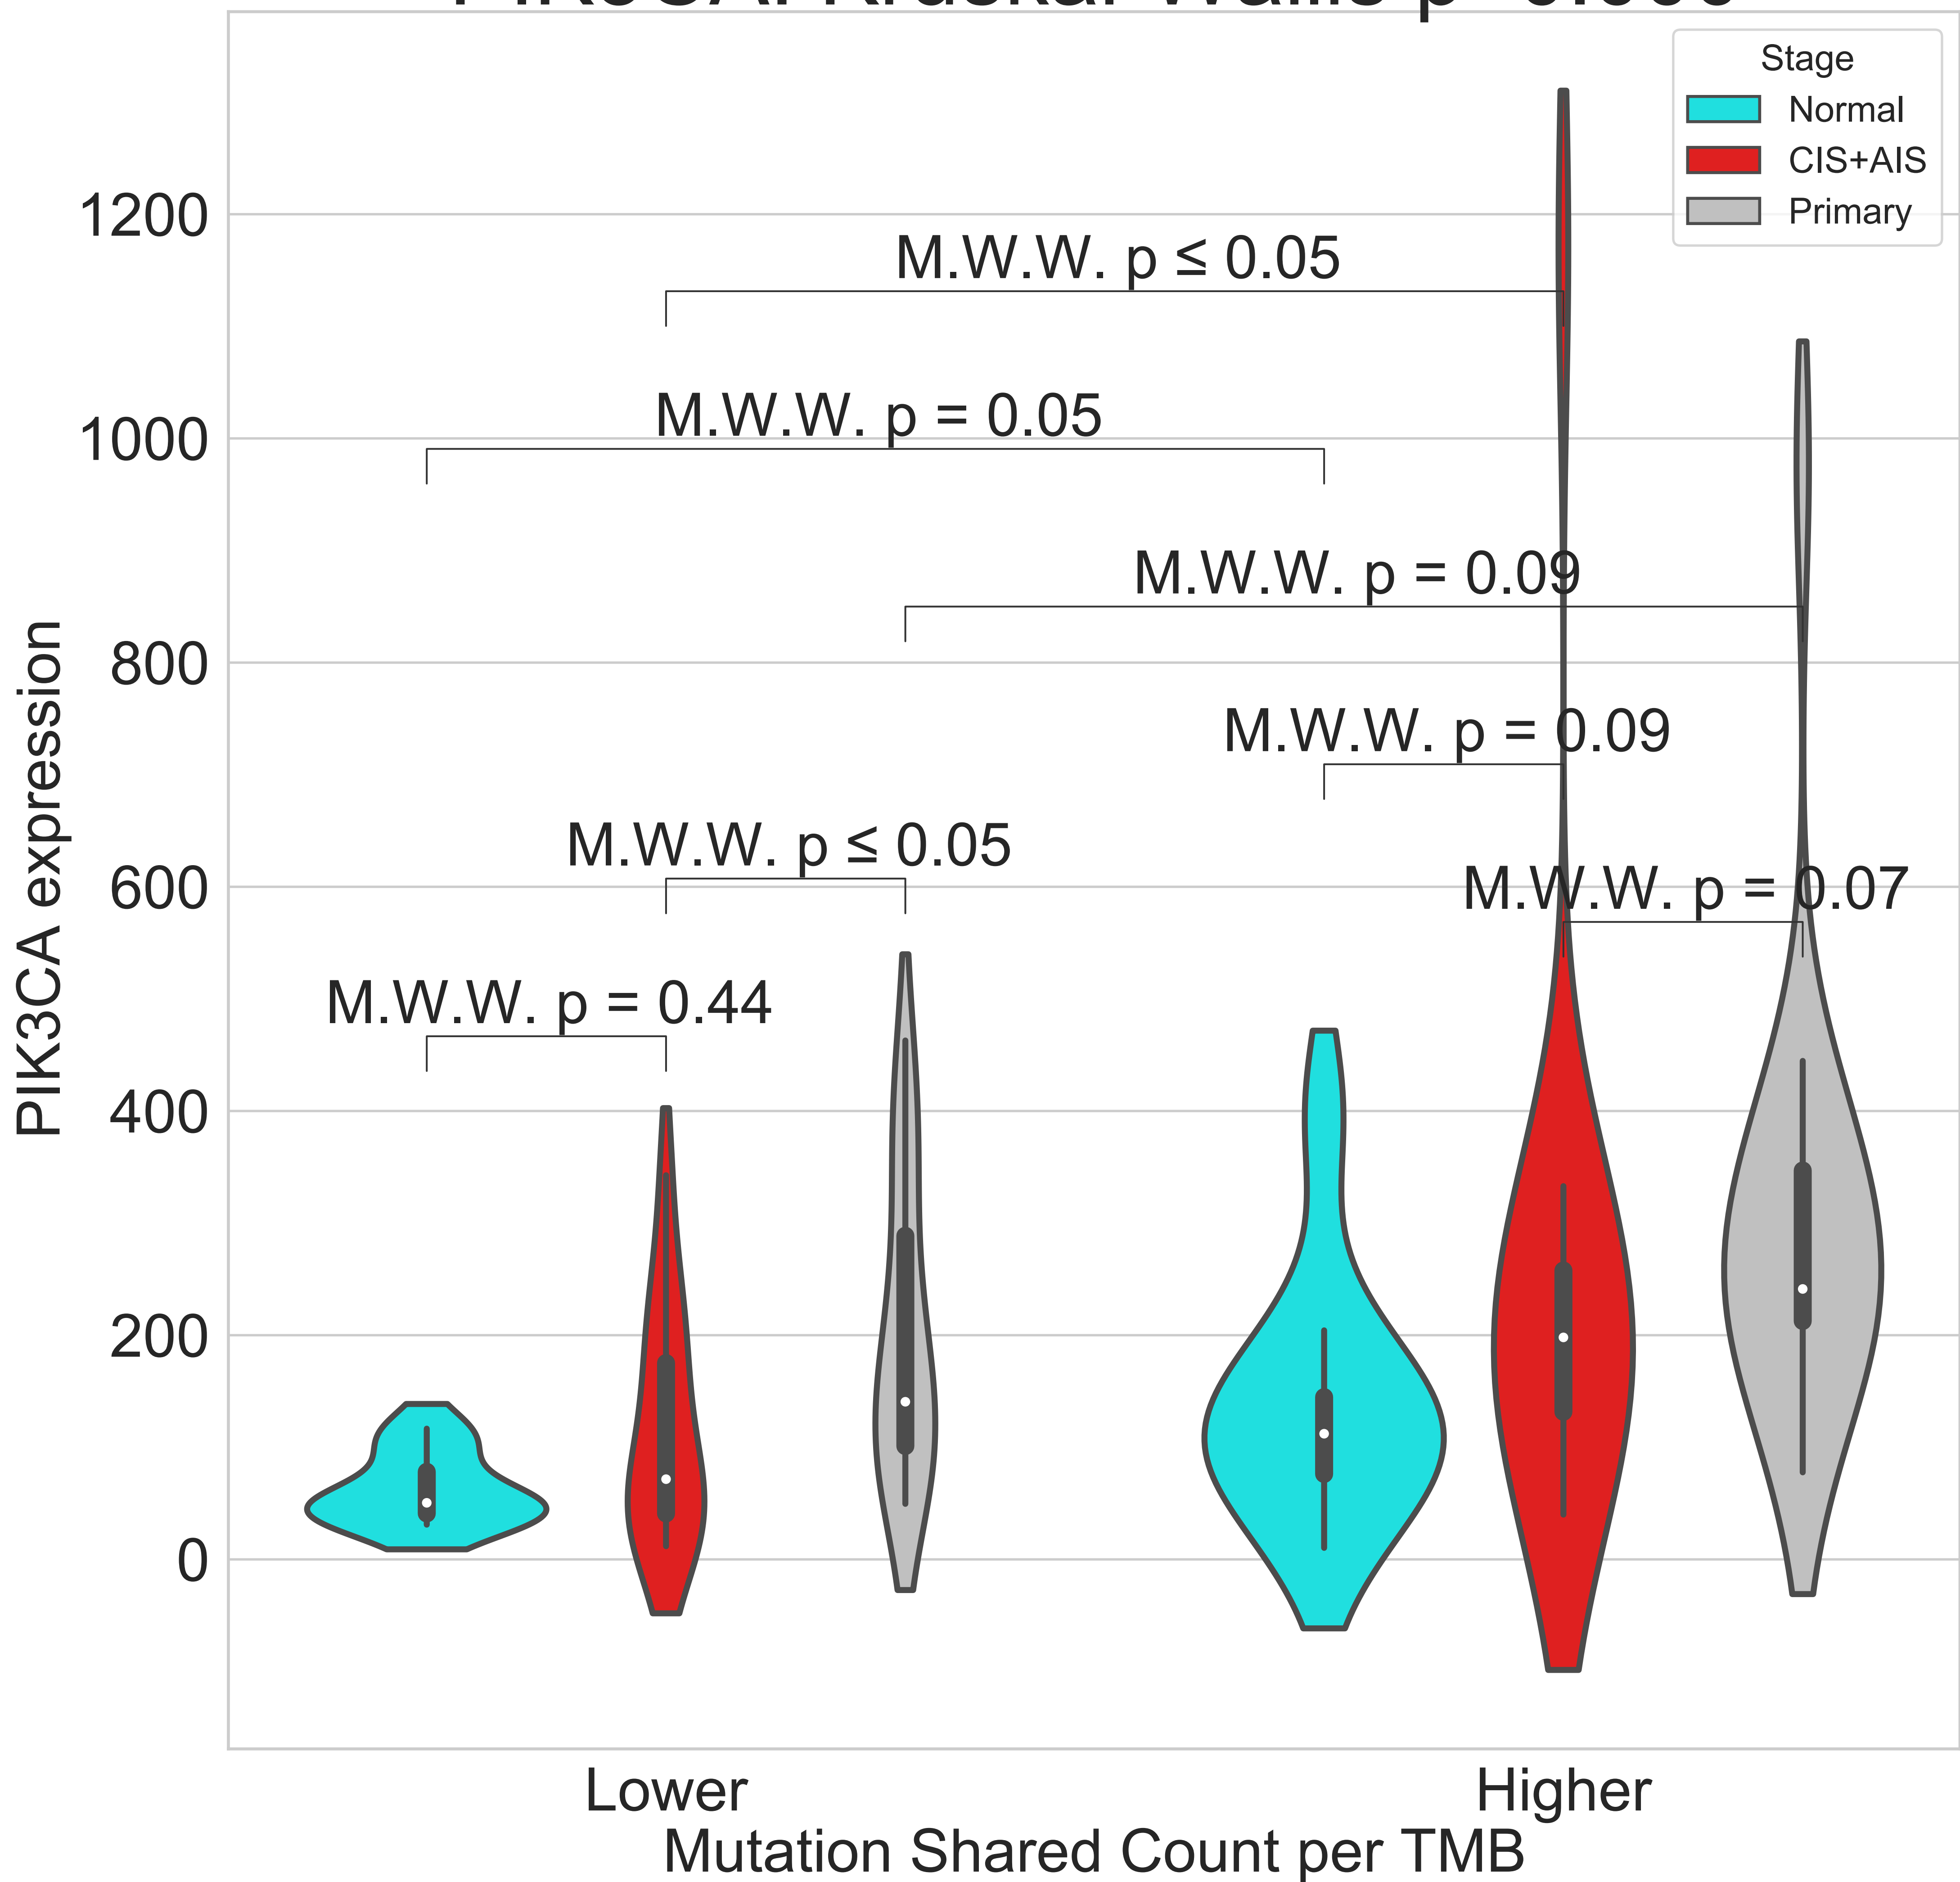 Stage
Normal
CIS+AIS
Primary
1200
M.W.W. p ≤ 0.05
1000
M.W.W. p = 0.05
M.W.W. p = 0.09
800
M.W.W. p = 0.09
M.W.W. p ≤ 0.05
600
M.W.W. p = 0.07
M.W.W. p = 0.44
400
200
0
PIK3CA expression
Lower
Higher
Mutation Shared Count per TMB